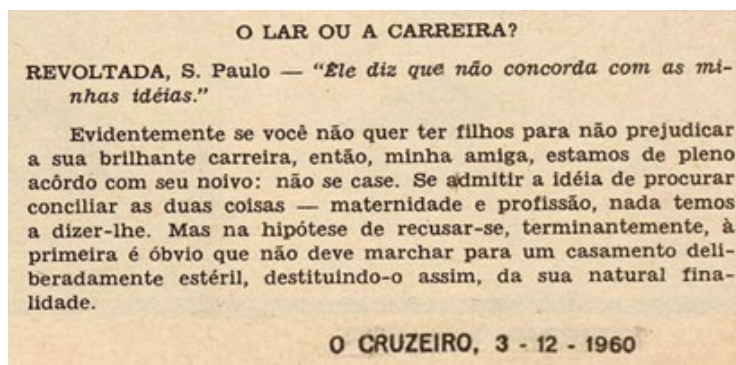 O LAR OU A CARREIRA?
REVOLTADA, S. Paulo — "Êle diz que não concorda com as mi-
nhas idéias."
Evidentemente se você não quer ter filhos para não prejudicar
a sua brilhante carreira, então, minha amiga, estamos de pleno
acôrdo com seu noivo: não se case. Se admitir a idéia de procurar
conciliar as duas coisas — maternidade e profissão, nada temos
a dizer-lhe. Mas na hipótese de recusar-se, terminantemente, à
primeira é óbvio que não deve marchar para um casamento deli-
beradamente estéril, destituindo-o assim, da sua natural fina-
lidade.
O CRUZEIRO, 3 - 12 - 1960